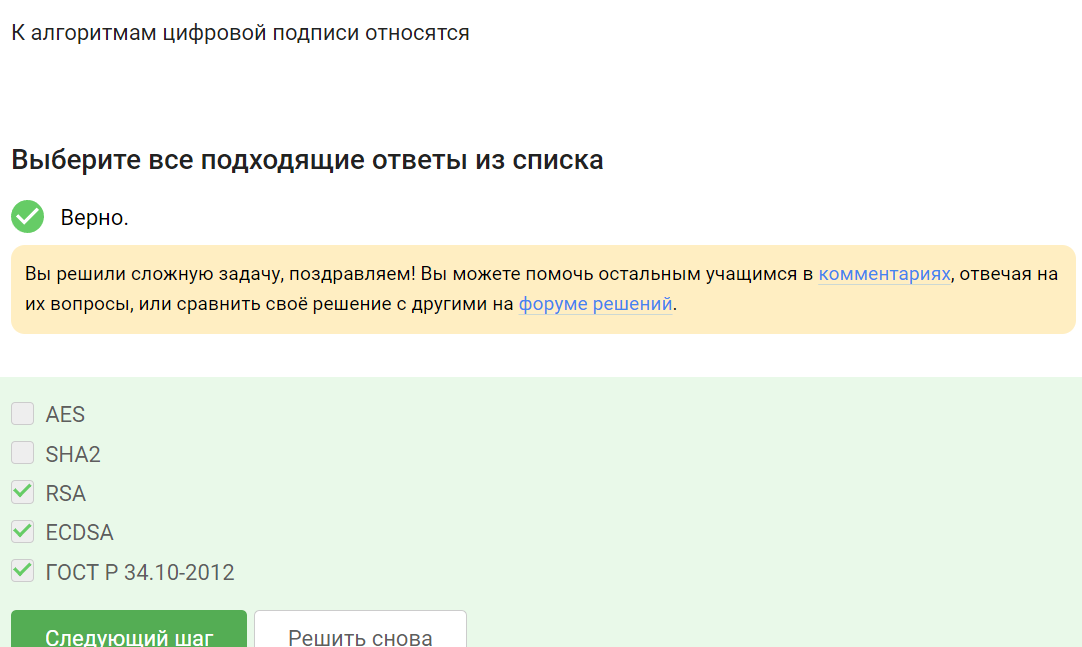 К алгоритмам цифровой подписи относятся
Выберите все подходящие ответы из списка
Верно.
Вы решили сложную задачу, поздравляем! Вы можете помочь остальным учащимся в комментариях, отвечая на
их вопросы, или сравнить своё решение с другими на форуме решений.
AES
SHA2
RSA
ECDSA
ГОСТ Р 34.10-2012
Следующий шаг
Решить снова